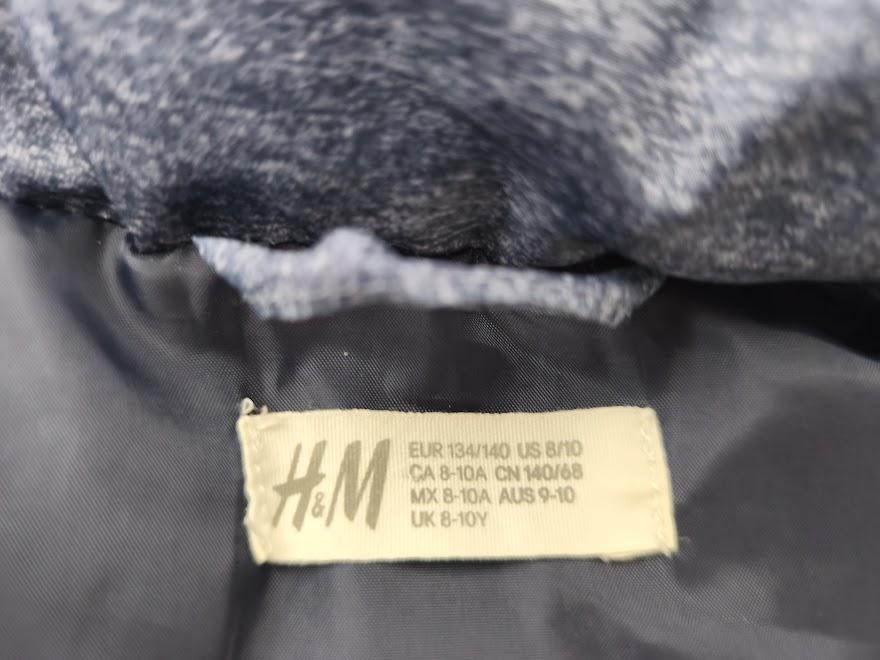 H&M
EUR 134/140 US 8/10
CA 8-10A CN 140/68
MX 8-10A AUS 9-10
UK 8-10Y